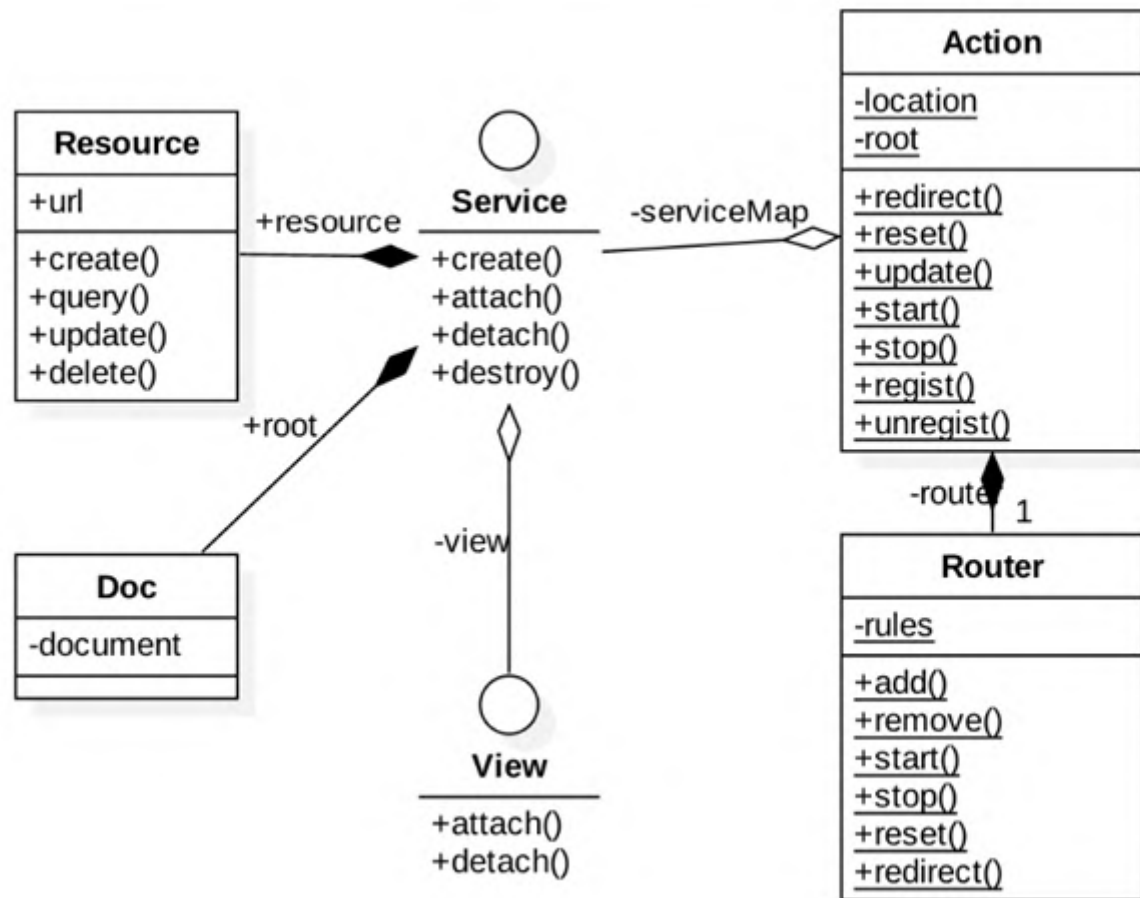 Resource
+url
+create()
+query()
+update()
+delete()
+resource
Service
+create()
+attach()
+detach()
+destroy()
-serviceMap
Action
-location
-root
+redirect()
+reset()
+update()
+start()
+stop()
+regist()
+unregist()
+root
-view
-router
1
Doc
-document
View
+attach()
+detach()
Router
-rules
+add()
+remove()
+start()
+stop()
+reset()
+redirect()